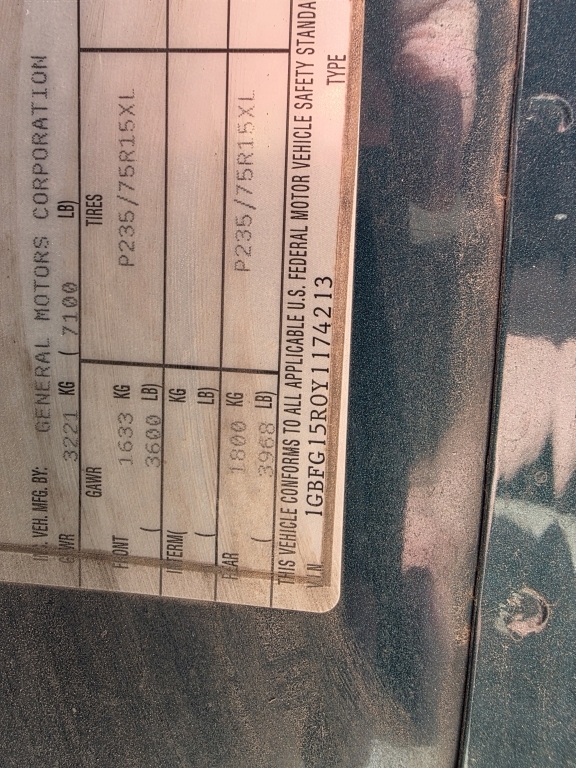 VEH. MFG. BY: GENERAL MOTORS CORPORATION
GVWR 3221 KG ( 7100 LB)
GAWR TIRES
FRONT 1633 KG P235/75R15XL
( 3600 LB)
INTERM( KG
( LB)
REAR 1800 KG P235/75R15XL
( 3968 LB)
THIS VEHICLE CONFORMS TO ALL APPLICABLE U.S. FEDERAL MOTOR VEHICLE SAFETY STANDA
V.I.N. 1GBFG15R0Y1174213 TYPE